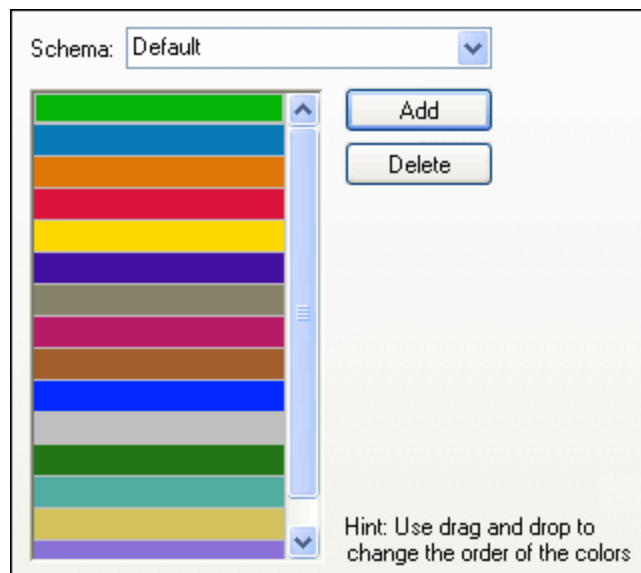 Schema: Default
Add
Delete
Hint: Use drag and drop to
change the order of the colors